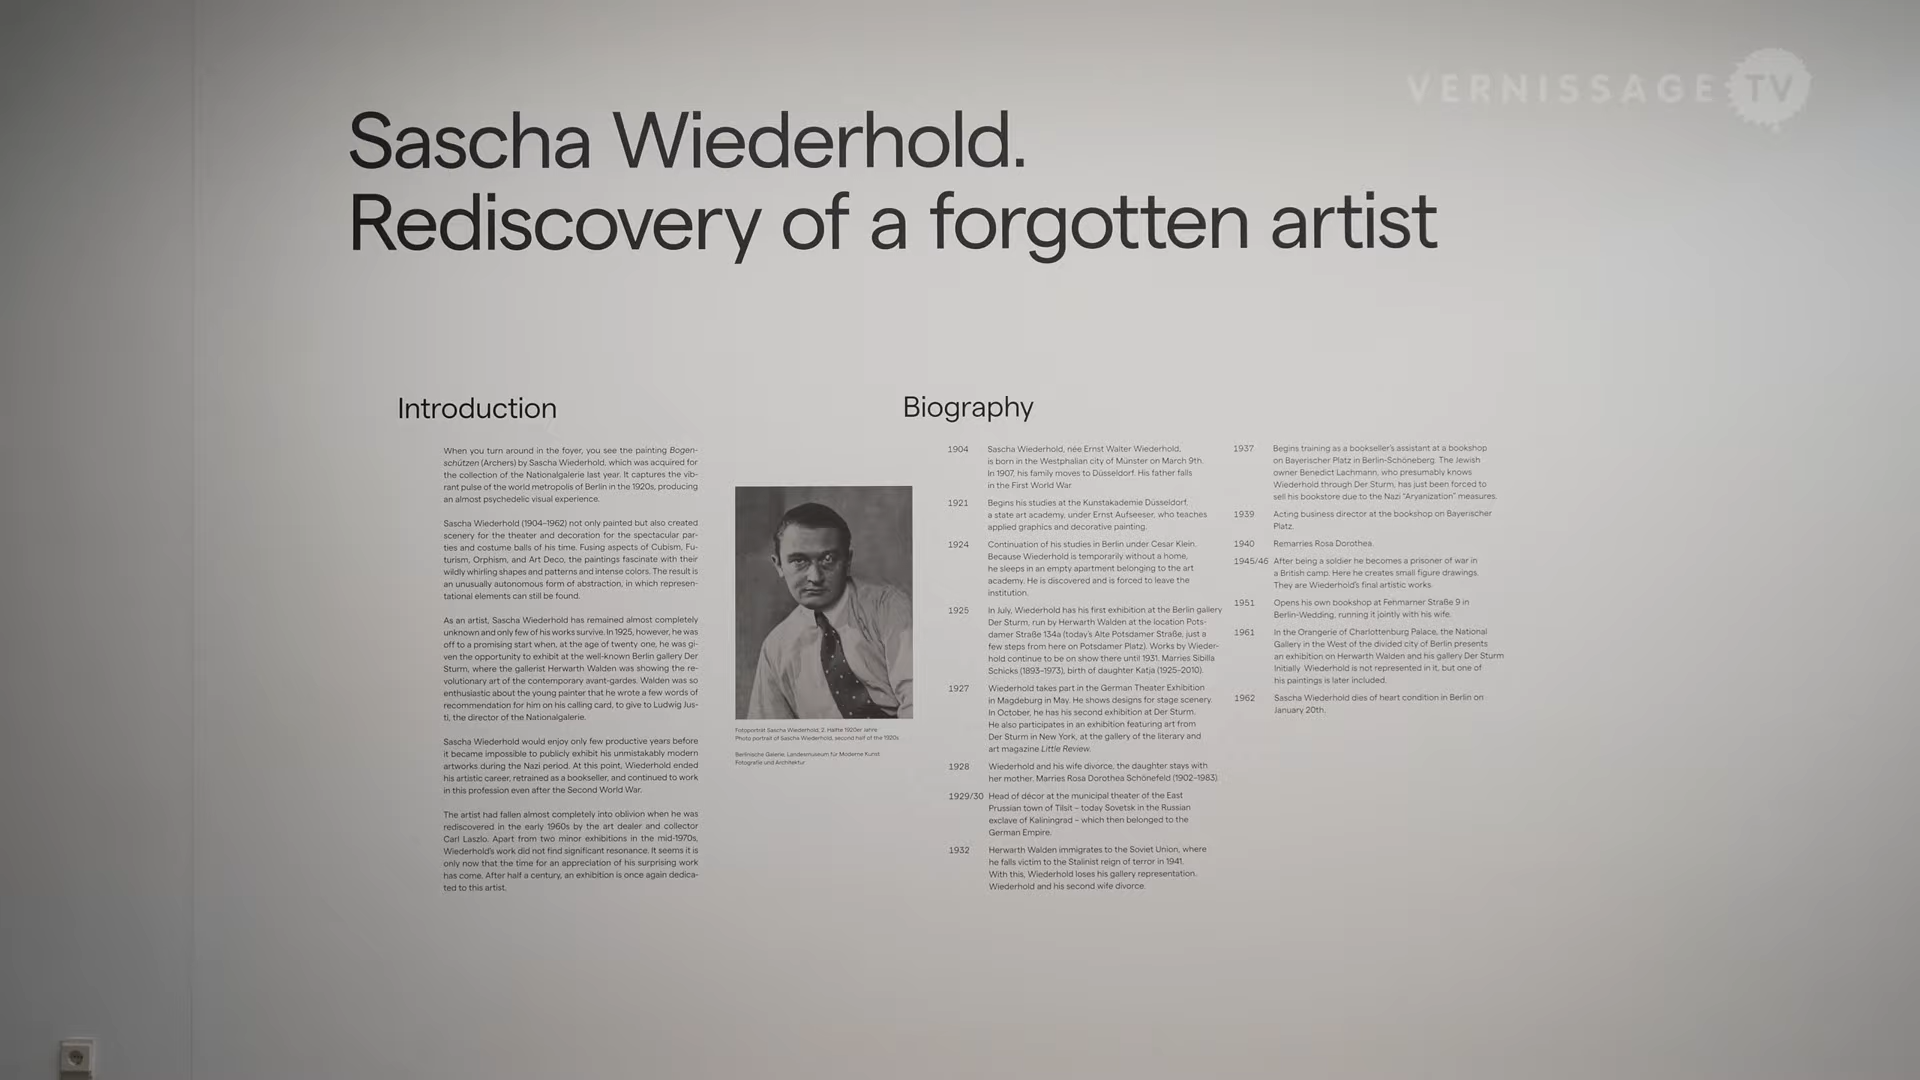 VERNISSAGE TV
Sascha Wiederhold.
Rediscovery of a forgotten artist
Introduction
When you turn around in the foyer, you see the painting Bogen-
schützen (Archers) by Sascha Wiederhold, which was acquired for
the collection of the Nationalgalerie last year. It captures the vib-
rant pulse of the world metropolis of Berlin in the 1920s, producing
an almost psychedelic visual experience.
Sascha Wiederhold (1904–1962) not only painted but also created
scenery for the theater and decoration for the spectacular par-
ties and costume balls of his time. Fusing aspects of Cubism, Fu-
turism, Orphism, and Art Deco, the paintings fascinate with their
wildly whirling shapes and patterns and intense colors. The result is
an unusually autonomous form of abstraction, in which represen-
tational elements can still be found.
As an artist, Sascha Wiederhold has remained almost completely
unknown and only few of his works survive. In 1925, however, he was
off to a promising start when, at the age of twenty one, he was gi-
ven the opportunity to exhibit at the well-known Berlin gallery Der
Sturm, where the gallerist Herwarth Walden was showing the re-
volutionary art of the contemporary avant-gardes. Walden was so
enthusiastic about the young painter that he wrote a few words of
recommendation for him on his calling card, to give to Ludwig Jus-
ti, the director of the Nationalgalerie.
Sascha Wiederhold would enjoy only few productive years before
it became impossible to publicly exhibit his unmistakably modern
artworks during the Nazi period. At this point, Wiederhold ended
his artistic career, retrained as a bookseller, and continued to work
in this profession even after the Second World War.
The artist had fallen almost completely into oblivion when he was
rediscovered in the early 1960s by the art dealer and collector
Carl Laszlo. Apart from two minor exhibitions in the mid-1970s,
Wiederhold's work did not find significant resonance. It seems it is
only now that the time for an appreciation of his surprising work
has come. After half a century, an exhibition is once again dedica-
ted to this artist.
Fotoporträt Sascha Wiederhold, 2. Hälfte 1920er Jahre
Photo portrait of Sascha Wiederhold, second half of the 1920s
Berlinische Galerie, Landesmuseum für Moderne Kunst
Fotografie und Architektur
Biography
1904 Sascha Wiederhold, née Ernst Walter Wiederhold,
is born in the Westphalian city of Münster on March 9th.
In 1907, his family moves to Düsseldorf. His father falls
in the First World War.
1921 Begins his studies at the Kunstakademie Düsseldorf,
a state art academy, under Ernst Aufseeser, who teaches
applied graphics and decorative painting.
1924 Continuation of his studies in Berlin under Cesar Klein.
Because Wiederhold is temporarily without a home,
he sleeps in an empty apartment belonging to the art
academy. He is discovered and is forced to leave the
institution.
1925 In July, Wiederhold has his first exhibition at the Berlin gallery
Der Sturm, run by Herwarth Walden at the location Pots-
damer Straße 134a (today's Alte Potsdamer Straße, just a
few steps from here on Potsdamer Platz). Works by Wieder-
hold continue to be on show there until 1931. Marries Sibilla
Schicks (1893–1973), birth of daughter Katja (1925–2010).
1927 Wiederhold takes part in the German Theater Exhibition
in Magdeburg in May. He shows designs for stage scenery.
In October, he has his second exhibition at Der Sturm.
He also participates in an exhibition featuring art from
Der Sturm in New York, at the gallery of the literary and
art magazine Little Review.
1928 Wiederhold and his wife divorce, the daughter stays with
her mother. Marries Rosa Dorothea Schönefeld (1902–1983).
1929/30 Head of décor at the municipal theater of the East
Prussian town of Tilsit – today Sovetsk in the Russian
exclave of Kaliningrad – which then belonged to the
German Empire.
1932 Herwarth Walden immigrates to the Soviet Union, where
he falls victim to the Stalinist reign of terror in 1941.
With this, Wiederhold loses his gallery representation.
Wiederhold and his second wife divorce.
1937 Begins training as a bookseller's assistant at a bookshop
on Bayerischer Platz in Berlin-Schöneberg. The Jewish
owner Benedict Lachmann, who presumably knows
Wiederhold through Der Sturm, has just been forced to
sell his bookstore due to the Nazi "Aryanization" measures.
1939 Acting business director at the bookshop on Bayerischer
Platz.
1940 Remarries Rosa Dorothea.
1945/46 After being a soldier he becomes a prisoner of war in
a British camp. Here he creates small figure drawings.
They are Wiederhold's final artistic works.
1951 Opens his own bookshop at Fehmarner Straße 9 in
Berlin-Wedding, running it jointly with his wife.
1961 In the Orangerie of Charlottenburg Palace, the National
Gallery in the West of the divided city of Berlin presents
an exhibition on Herwarth Walden and his gallery Der Sturm.
Initially Wiederhold is not represented in it, but one of
his paintings is later included.
1962 Sascha Wiederhold dies of heart condition in Berlin on
January 20th.